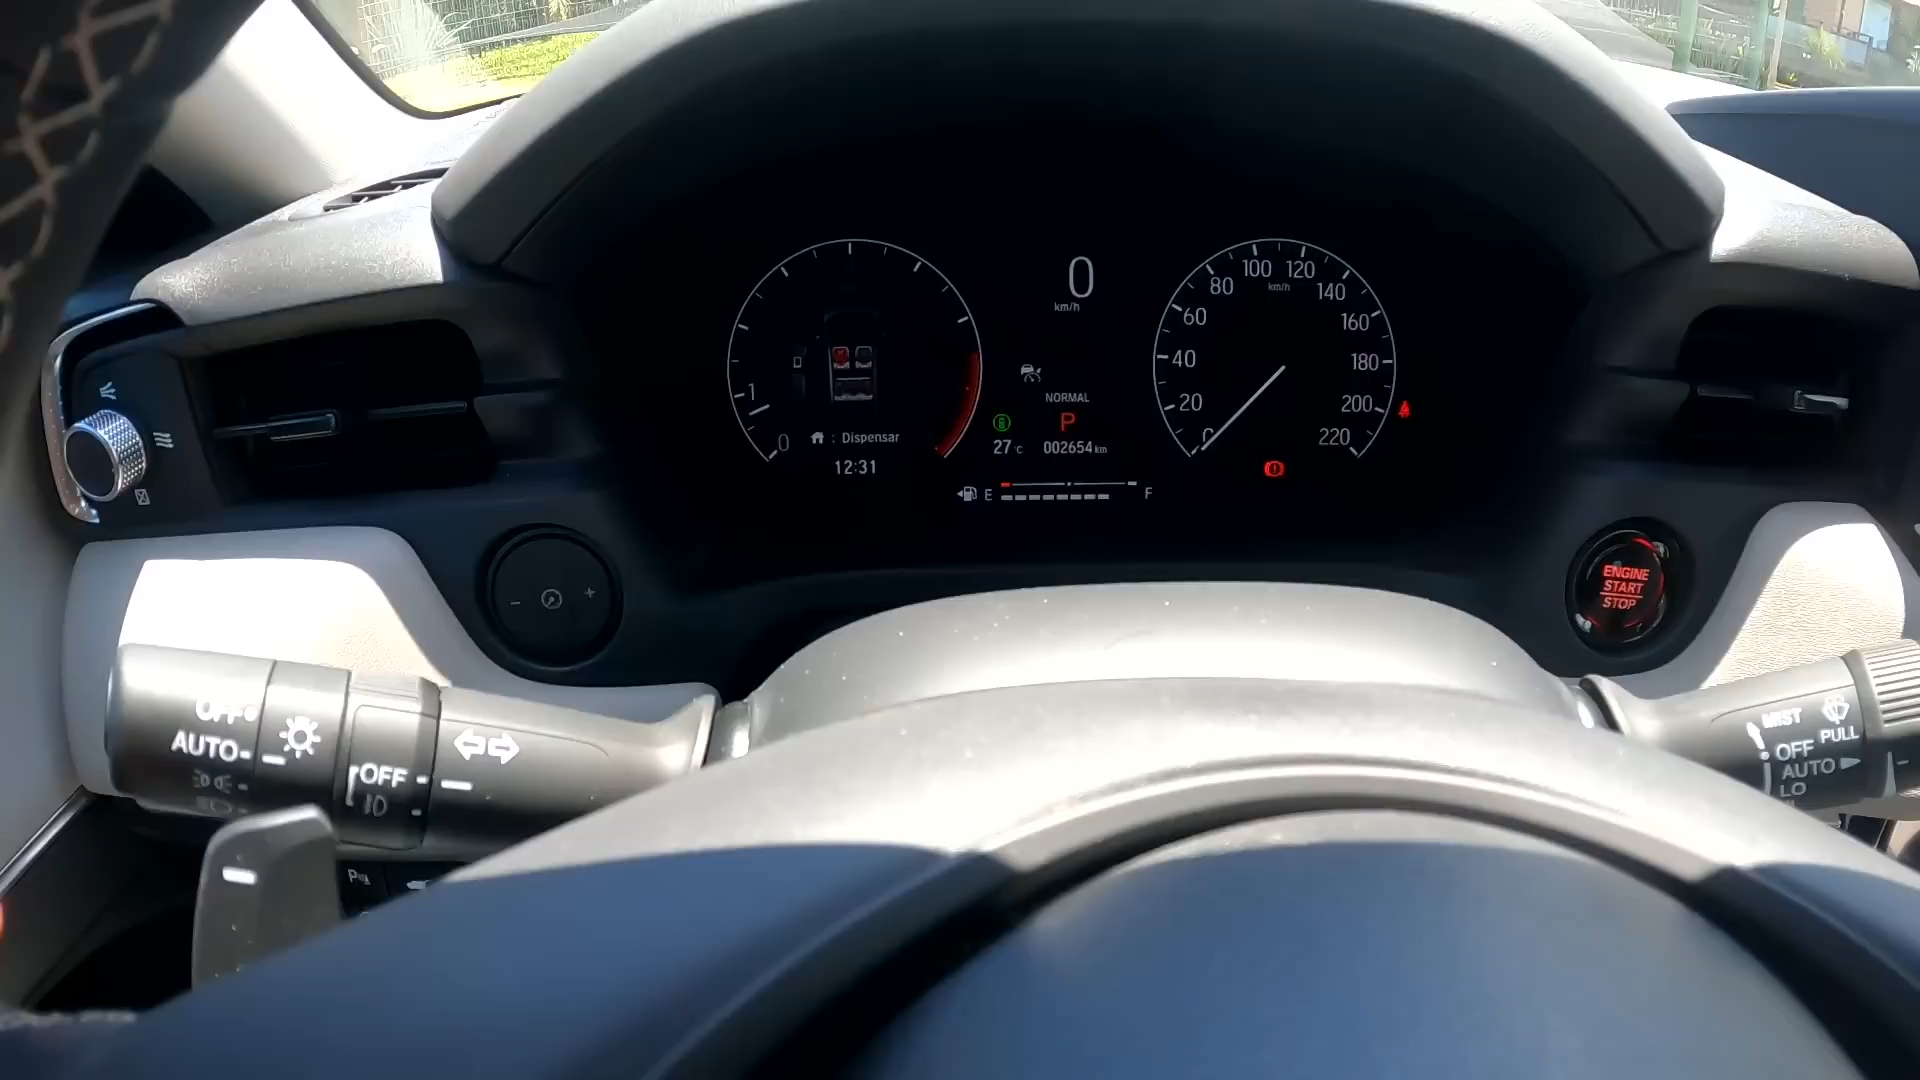 0
km/h
100 120
80 km/h 140
60 160
40 180
20 200
220
1
0
: Dispensar
12:31
NORMAL
P
27°C 002654 km
E F
- +
ENGINE
START
STOP
OFF
AUTO
OFF
MIST
PULL
OFF
AUTO
LO
P